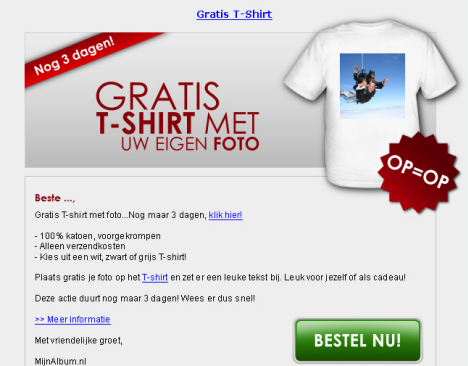 Gratis T-Shirt
Nog 3 dagen!
GRATIS
T-SHIRT MET
UW EIGEN FOTO
OP=OP
Beste ...,
Gratis T-shirt met foto...Nog maar 3 dagen, klik hier!
- 100% katoen, voorgekrompen
- Alleen verzendkosten
- Kies uit een wit, zwart of grijs T-shirt!
Plaats gratis je foto op het T-shirt en zet er een leuke tekst bij. Leuk voor jezelf of als cadeau!
Deze actie duurt nog maar 3 dagen! Wees er dus snel!
>> Meer informatie
BESTEL NU!
Met vriendelijke groet,
MijnAlbum.nl